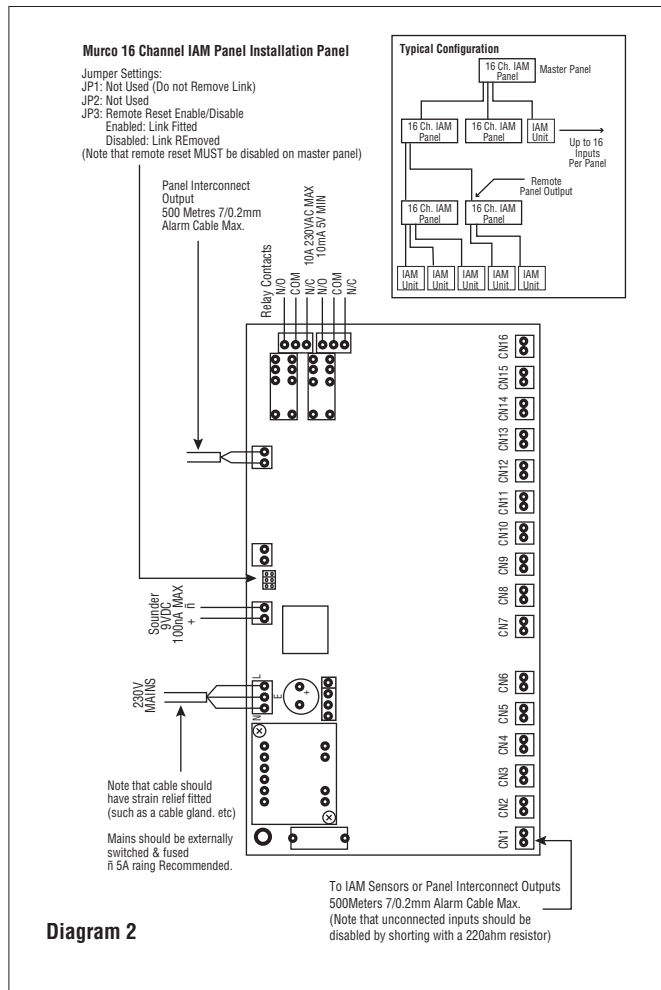 Murco 16 Channel IAM Panel Installation Panel
Jumper Settings:
JP1: Not Used (Do not Remove Link)
JP2: Not Used
JP3: Remote Reset Enable/Disable
Enabled: Link Fitted
Disabled: Link REmoved
(Note that remote reset MUST be disabled on master panel)
Typical Configuration
16 Ch. IAM
Panel
Master Panel
16 Ch. IAM
Panel
16 Ch. IAM
Panel
IAM
Unit
Up to 16
Inputs
Per Panel
Remote
Panel Outlput
16 Ch. IAM
Panel
16 Ch. IAM
Panel
IAM
Unit
IAM
Unit
IAM
Unit
IAM
Unit
IAM
Unit
Panel Interconnect
Output
500 Metres 7/0.2mm
Alarm Cable Max.
Relay Contacts
N/O
COM
N/C
10A 230VAC MAX
10mA 5V MIN
N/O
COM
N/C
CN16
CN15
CN14
CN13
CN12
CN11
CN10
CN9
CN8
CN7
CN6
CN5
CN4
CN3
CN2
CN1
Sounder
9VDC
100nA MAX
+ ñ
230V
MAINS
L
E
N
+
Note that cable should
have strain relief fitted
(such as a cable gland. etc)
Mains should be externally
switched & fused
ñ 5A raing Recommended.
To IAM Sensors or Panel Interconnect Outputs
500Meters 7/0.2mm Alarm Cable Max.
(Note that unconnected inputs should be
disabled by shorting with a 220ahm resistor)
Diagram 2